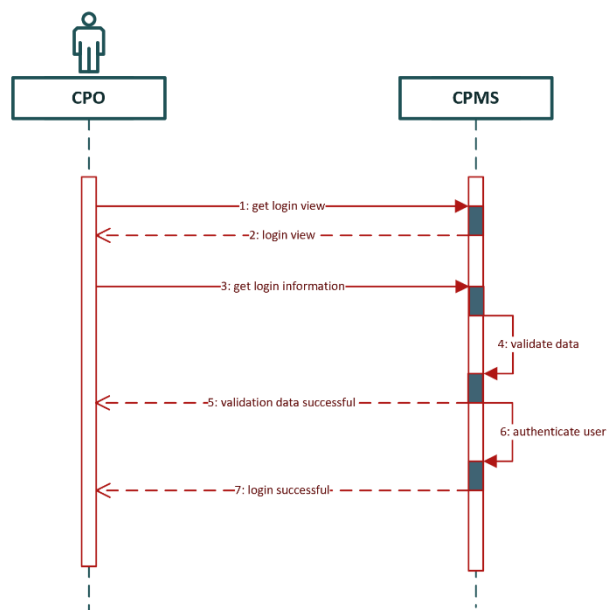 CPO
CPMS
1: get login view
2: login view
3: get login information
4: validate data
5: validation data successful
6: authenticate user
7: login successful